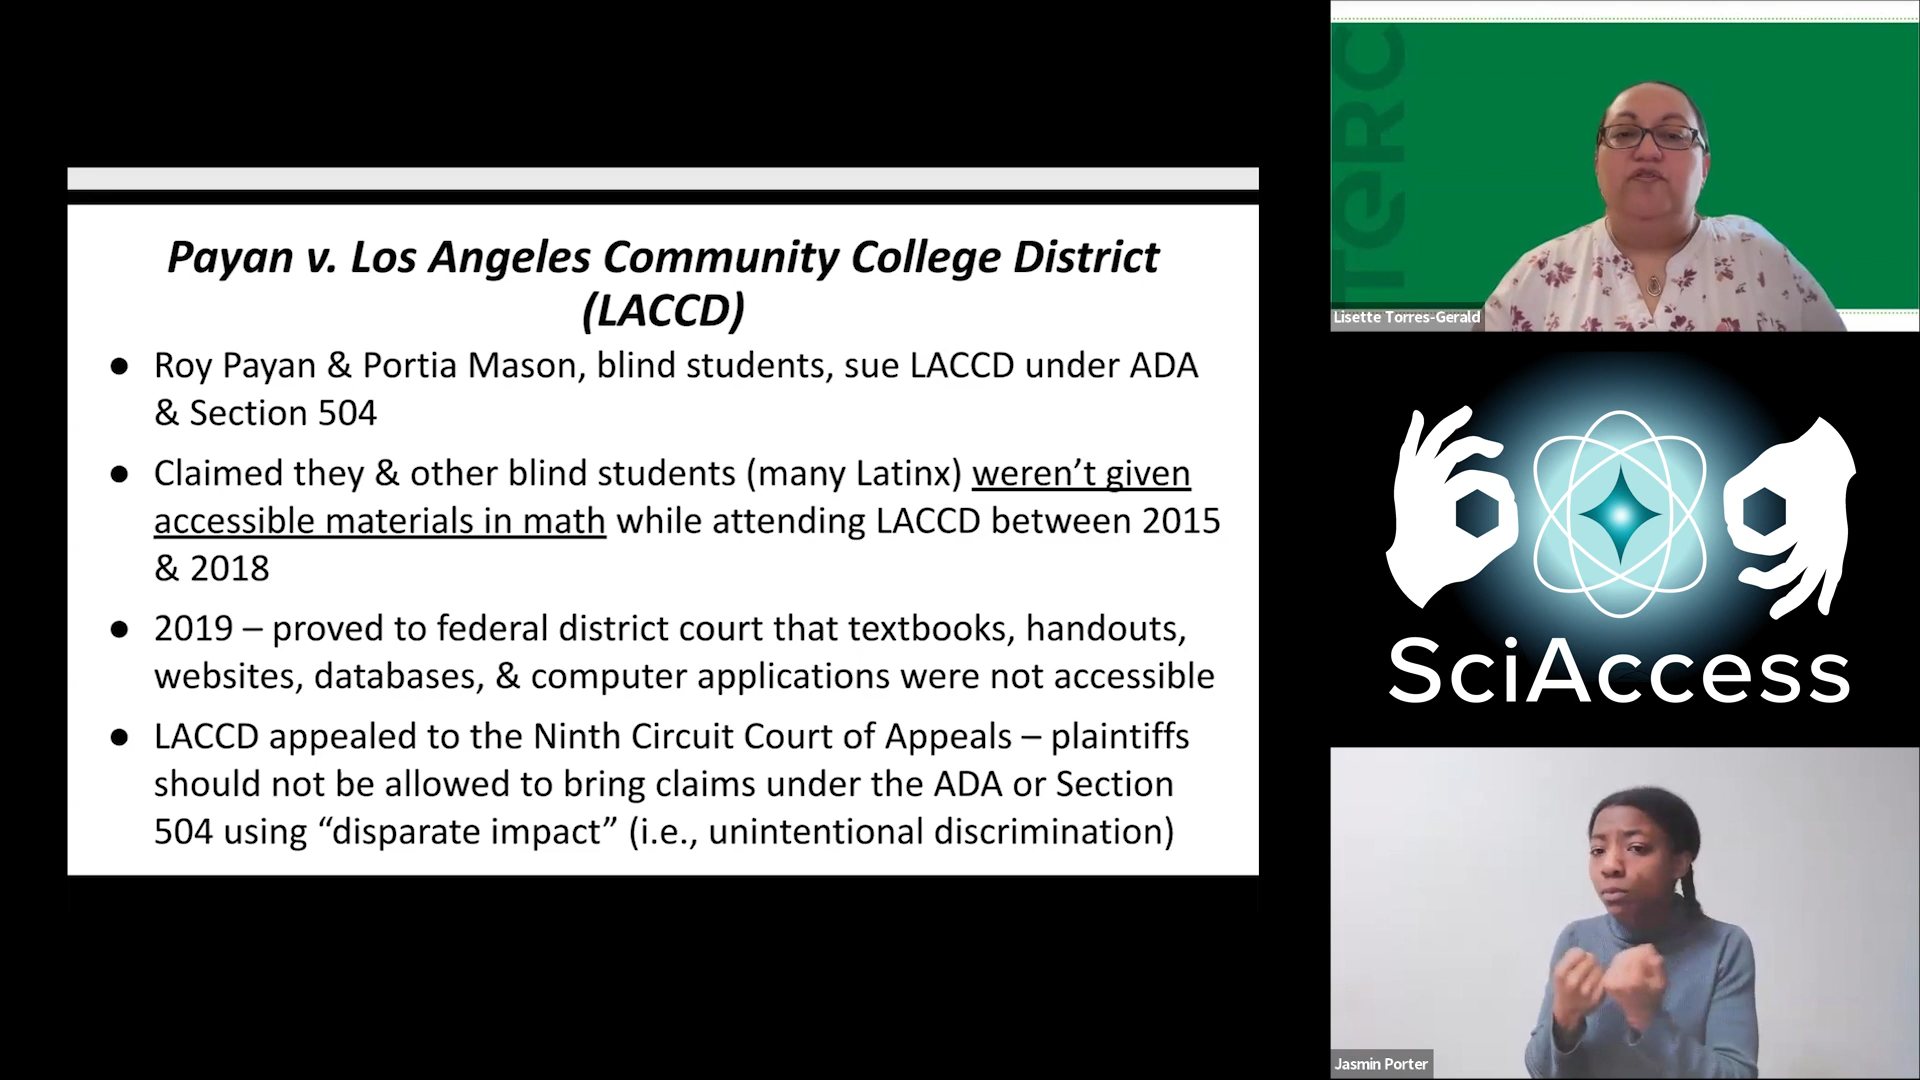 Payan v. Los Angeles Community College District
(LACCD)
● Roy Payan & Portia Mason, blind students, sue LACCD under ADA
& Section 504
● Claimed they & other blind students (many Latinx) weren’t given
accessible materials in math while attending LACCD between 2015
& 2018
● 2019 – proved to federal district court that textbooks, handouts,
websites, databases, & computer applications were not accessible
● LACCD appealed to the Ninth Circuit Court of Appeals – plaintiffs
should not be allowed to bring claims under the ADA or Section
504 using “disparate impact” (i.e., unintentional discrimination)
TERC
Lisette Torres-Gerald
SciAccess
Jasmin Porter